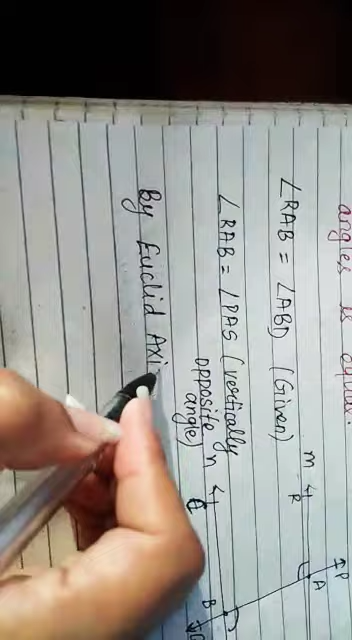 angles is equal.
∠RAB = ∠ABD (Given)
∠RAB = ∠PAS (vertically
opposite
angle)
By Euclid Axi
m
R
A
P
n
C
B